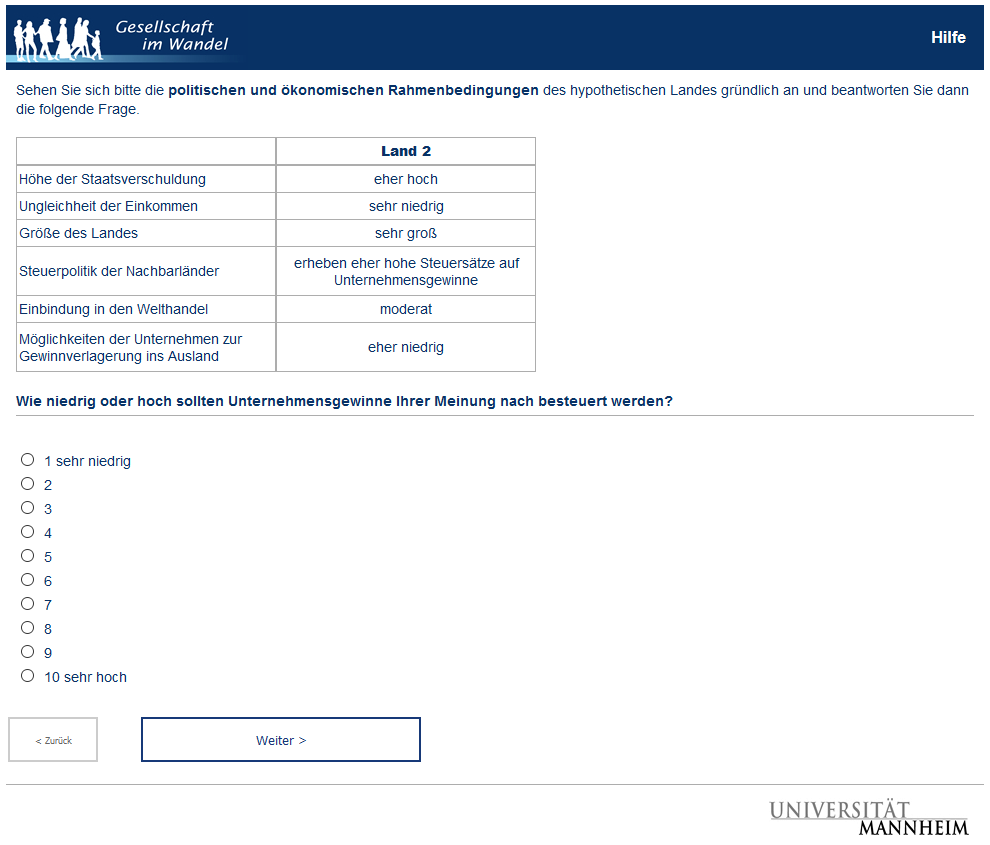 Gesellschaft
im Wandel
Hilfe
Sehen Sie sich bitte die politischen und ökonomischen Rahmenbedingungen des hypothetischen Landes gründlich an und beantworten Sie dann
die folgende Frage.
Land 2
Höhe der Staatsverschuldung eher hoch
Ungleichheit der Einkommen sehr niedrig
Größe des Landes sehr groß
Steuerpolitik der Nachbarländer erheben eher hohe Steuersätze auf
Unternehmensgewinne
Einbindung in den Welthandel moderat
Möglichkeiten der Unternehmen zur
Gewinnverlagerung ins Ausland eher niedrig
Wie niedrig oder hoch sollten Unternehmensgewinne Ihrer Meinung nach besteuert werden?
1 sehr niedrig
2
3
4
5
6
7
8
9
10 sehr hoch
< Zurück
Weiter >
UNIVERSITÄT
MANNHEIM